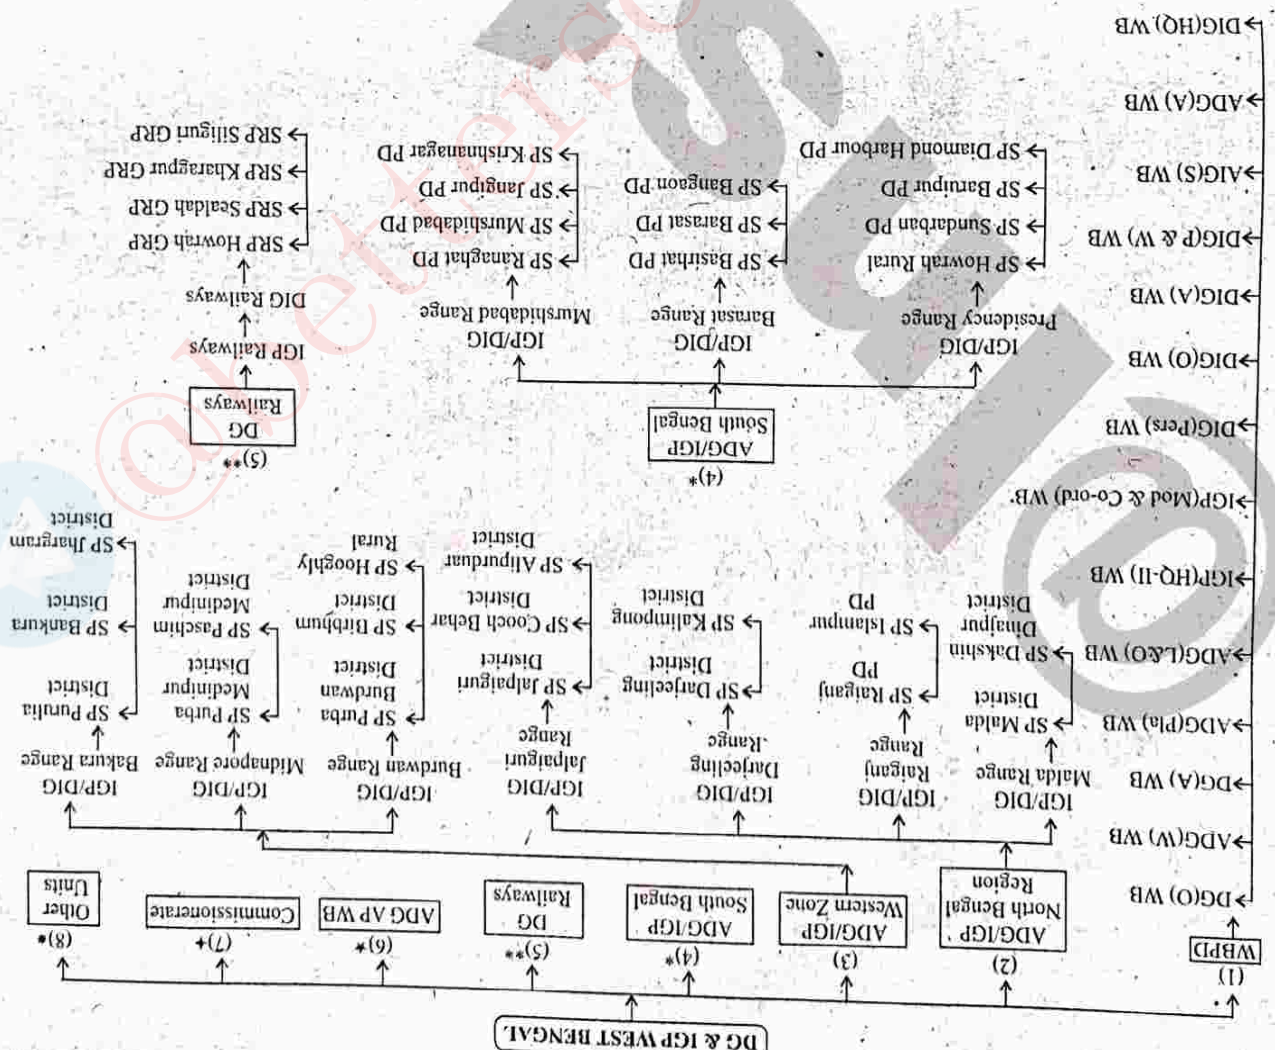 DG & IGP WEST BENGAL
(1)
WBPD
(2)
ADG/IGP
North Bengal
Region
(3)
ADG/IGP
Western Zone
(4)*
ADG/IGP
South Bengal
(5)**
DG
Railways
(6)*
ADG AP WB
(7)+
Commissionerate
(8)*
Other
Units
DG(O) WB
ADG(W) WB
DG(A) WB
ADG(Pla) WB
ADG(L&O) WB
IGP(HQ-II) WB
IGP(Mod & Co-ord) WB
DIG(Pers) WB
DIG(O) WB
DIG(A) WB
DIG(P & W) WB
AIG(S) WB
ADG(A) WB
DIG(HQ) WB
IGP/DIG
Malda Range
SP Malda
District
SP Dakshin
Dinajpur
District
IGP/DIG
Raiganj
Range
SP Raiganj
PD
SP Islampur
PD
IGP/DIG
Darjeeling
Range
SP Darjeeling
District
SP Kalimpong
District
IGP/DIG
Jalpaiguri
Range
SP Jalpaiguri
District
SP Cooch Behar
District
SP Alipurduar
District
IGP/DIG
Burdwan Range
SP Purba
Burdwan
District
SP Birbhum
District
SP Hooghly
Rural
IGP/DIG
Midnapore Range
SP Purba
Medinipur
District
SP Paschim
Medinipur
District
IGP/DIG
Bakura Range
SP Purulia
District
SP Bankura
District
SP Jhargram
District
(4)*
ADG/IGP
South Bengal
IGP/DIG
Presidency Range
SP Howrah Rural
SP Sundarban PD
SP Baruipur PD
SP Diamond Harbour PD
IGP/DIG
Barasat Range
SP Basirhat PD
SP Barasat PD
SP Bangaon PD
IGP/DIG
Murshidabad Range
SP Ranaghat PD
SP Murshidabad PD
SP Jangipur PD
SP Krishnanagar PD
(5)**
DG
Railways
IGP Railways
DIG Railways
SRP Howrah GRP
SRP Sealdah GRP
SRP Kharagpur GRP
SRP Siliguri GRP